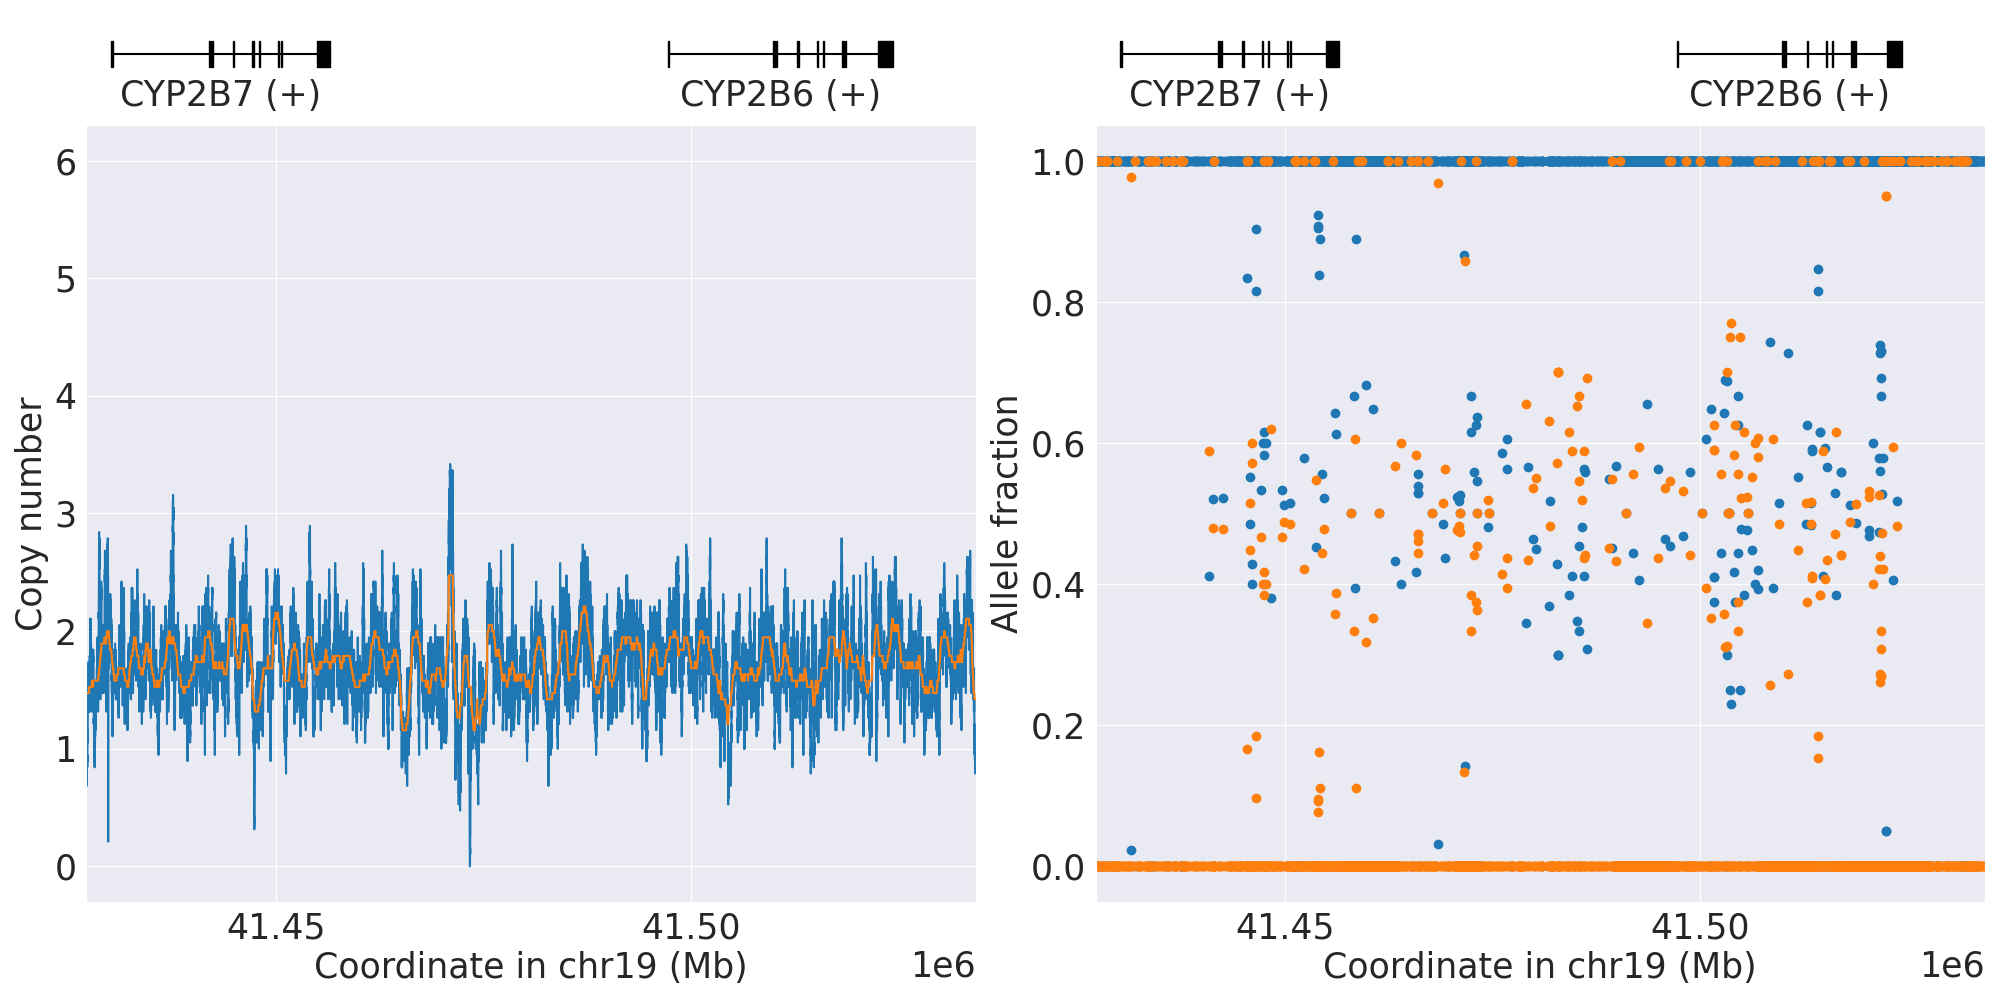 CYP2B7 (+)
CYP2B6 (+)
6
5
4
3
2
1
0
Copy number
41.45
41.50
Coordinate in chr19 (Mb)
1e6
CYP2B7 (+)
CYP2B6 (+)
1.0
0.8
0.6
0.4
0.2
0.0
Allele fraction
41.45
41.50
Coordinate in chr19 (Mb)
1e6